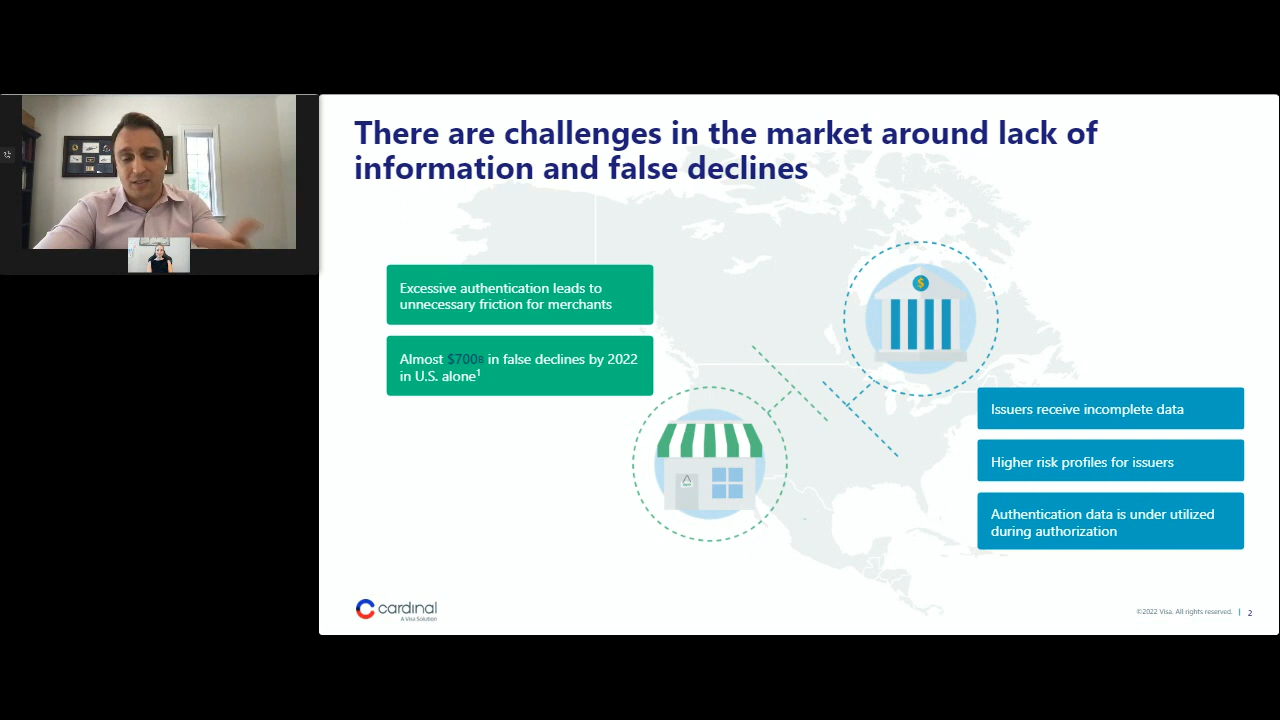 There are challenges in the market around lack of
information and false declines
Excessive authentication leads to
unnecessary friction for merchants
Almost $700B in false declines by 2022
in U.S. alone¹
Issuers receive incomplete data
Higher risk profiles for issuers
Authentication data is under utilized
during authorization
cardinal
A Visa Solution
©2022 Visa. All rights reserved. | 2